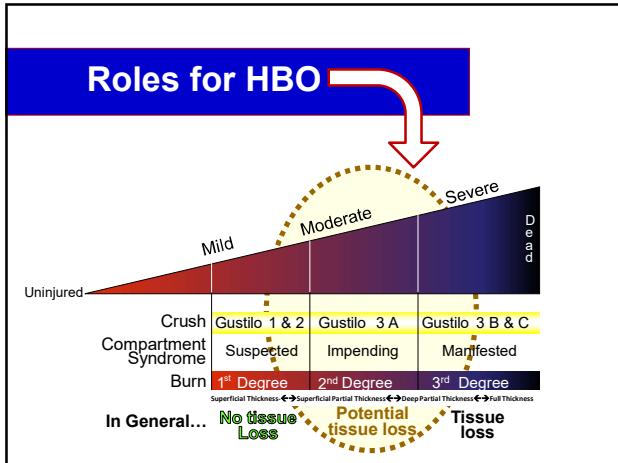 Roles for HBO
Severe
Moderate
Mild
Dead
Uninjured
Crush Gustilo 1 & 2 Gustilo 3 A Gustilo 3 B & C
Compartment
Syndrome Suspected Impending Manifested
Burn 1st Degree 2nd Degree 3rd Degree
Superficial Thickness ↔ Superficial Partial Thickness ↔ Deep Partial Thickness ↔ Full Thickness
In General… No tissue Potential Tissue
Loss tissue loss loss